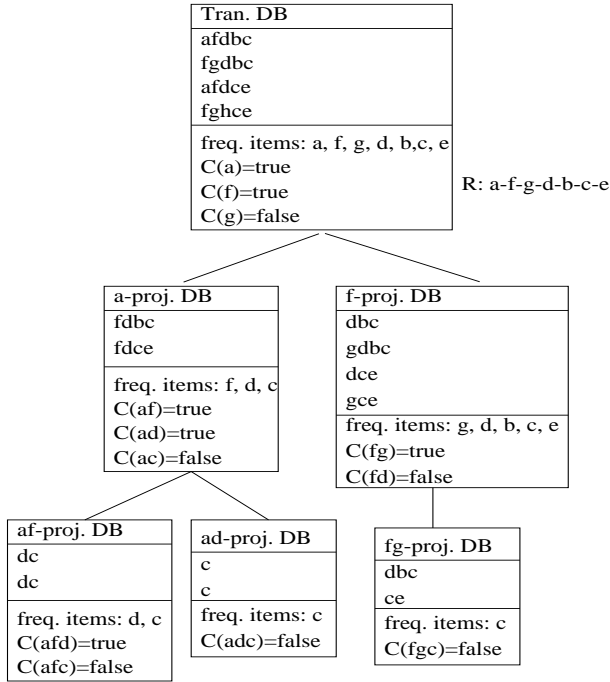 Tran. DB
afdbc
fgdbc
afdce
fghce
freq. items: a, f, g, d, b,c, e
C(a)=true
C(f)=true
C(g)=false
R: a-f-g-d-b-c-e
a-proj. DB
fdbc
fdce
freq. items: f, d, c
C(af)=true
C(ad)=true
C(ac)=false
f-proj. DB
dbc
gdbc
dce
gce
freq. items: g, d, b, c, e
C(fg)=true
C(fd)=false
af-proj. DB
dc
dc
freq. items: d, c
C(afd)=true
C(afc)=false
ad-proj. DB
c
c
freq. items: c
C(adc)=false
fg-proj. DB
dbc
ce
freq. items: c
C(fgc)=false